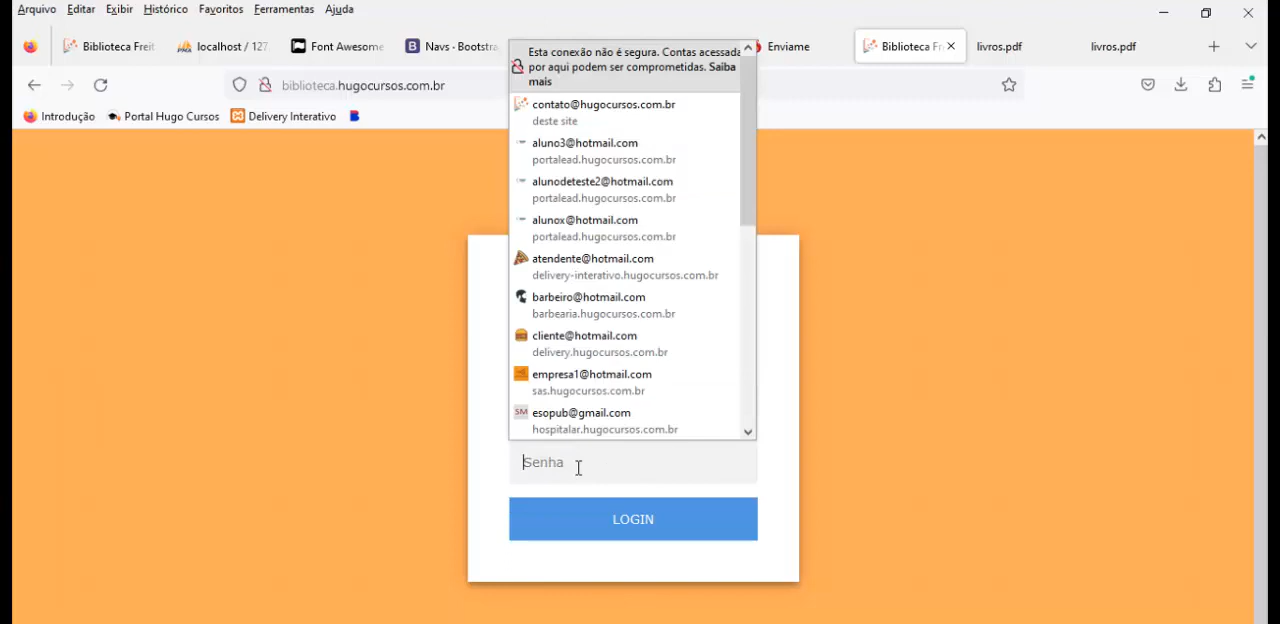 Arquivo Editar Exibir Histórico Favoritos Ferramentas Ajuda
Biblioteca Freit localhost / 127. Font Awesome Navs - Bootstra Enviame Biblioteca Fr livros.pdf livros.pdf
biblioteca.hugocursos.com.br
Introdução Portal Hugo Cursos Delivery Interativo
Esta conexão não é segura. Contas acessada
por aqui podem ser comprometidas. Saiba
mais
contato@hugocursos.com.br
deste site
aluno3@hotmail.com
portalead.hugocursos.com.br
alunodeteste2@hotmail.com
portalead.hugocursos.com.br
alunox@hotmail.com
portalead.hugocursos.com.br
atendente@hotmail.com
delivery-interativo.hugocursos.com.br
barbeiro@hotmail.com
barbearia.hugocursos.com.br
cliente@hotmail.com
delivery.hugocursos.com.br
empresa1@hotmail.com
sas.hugocursos.com.br
SM esopub@gmail.com
hospitalar.hugocursos.com.br
Senha
LOGIN